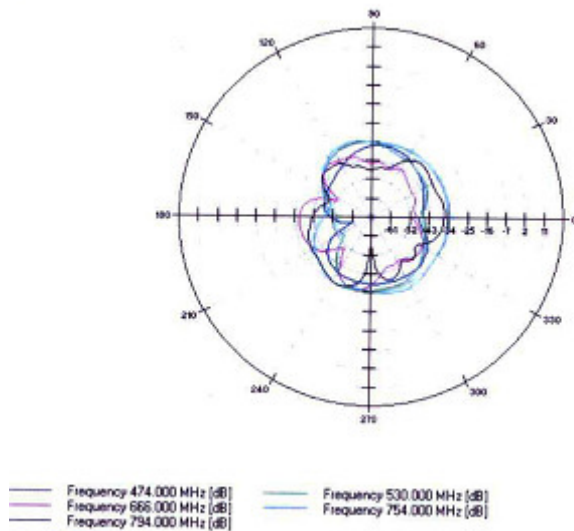 90
120
60
150
30
180
-61 -52 -43 -34 -25 -16 -7 2 11
0
210
330
240
300
270
Frequency 474.000 MHz [dB]
Frequency 530.000 MHz [dB]
Frequency 666.000 MHz [dB]
Frequency 754.000 MHz [dB]
Frequency 794.000 MHz [dB]